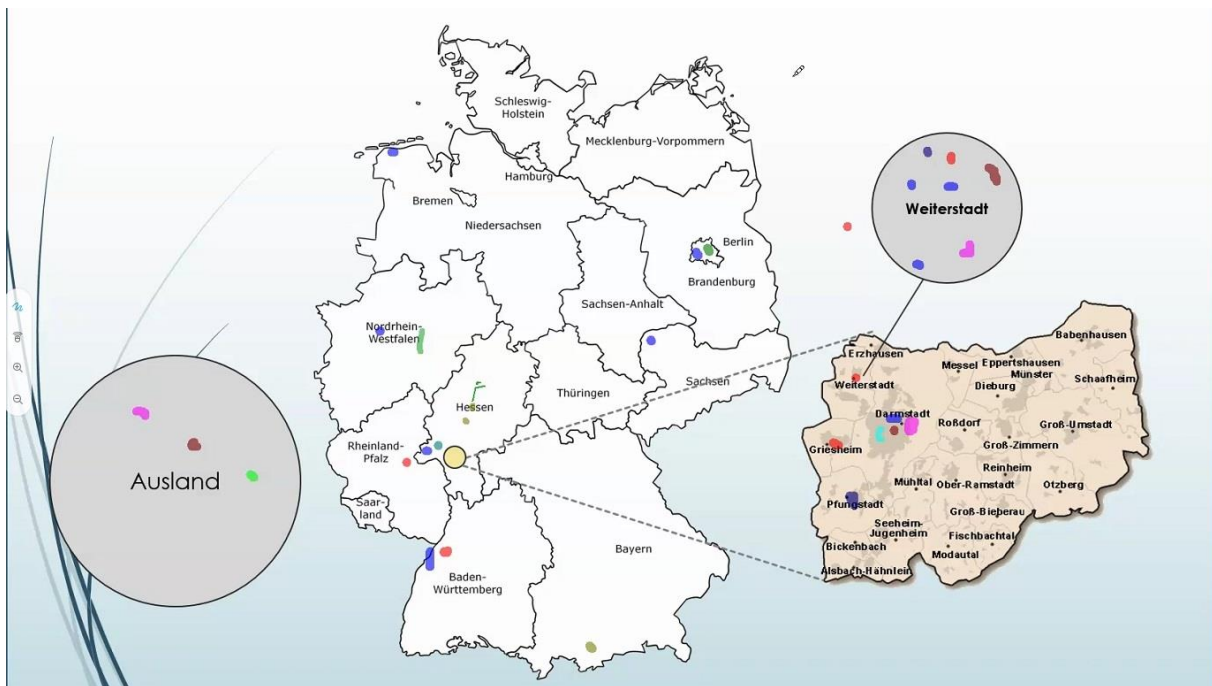 Schleswig-
Holstein
Mecklenburg-Vorpommern
Hamburg
Bremen
Niedersachsen
Berlin
Brandenburg
Sachsen-Anhalt
Nordrhein-
Westfalen
Sachsen
Thüringen
Hessen
Rheinland-
Pfalz
Saar-
land
Bayern
Baden-
Württemberg
Ausland
Weiterstadt
Babenhausen
Erzhausen
Messel
Eppertshausen
Münster
Schaafheim
Weiterstadt
Dieburg
Darmstadt
Roßdorf
Groß-Umstadt
Griesheim
Groß-Zimmern
Reinheim
Mühltal
Ober-Ramstadt
Otzberg
Pfungstadt
Groß-Bieberau
Seeheim-
Jugenheim
Fischbachtal
Bickenbach
Modautal
Alsbach-Hähnlein